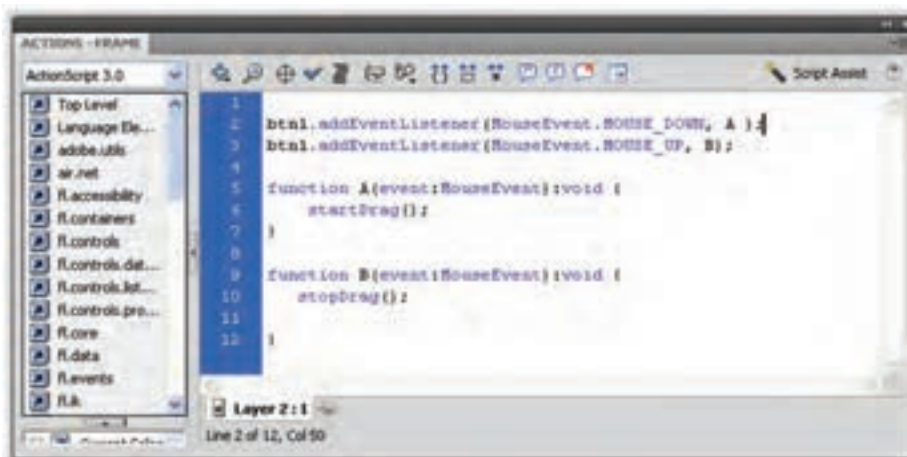 ACTIONS - FRAME
ActionScript 3.0
Script Assist
Top Level
Language Ele...
adobe.utils
air.net
fl.accessibility
fl.containers
fl.controls
fl.controls.dat...
fl.controls.list...
fl.controls.pro...
fl.core
fl.data
fl.events
fl.ik
1
2 btn1.addEventListener(MouseEvent.MOUSE_DOWN, A );
3 btn1.addEventListener(MouseEvent.MOUSE_UP, B);
4
5 function A(event:MouseEvent):void {
6 startDrag();
7 }
8
9 function B(event:MouseEvent):void {
10 stopDrag();
11
12 }
Layer 2 : 1
Line 2 of 12, Col 50